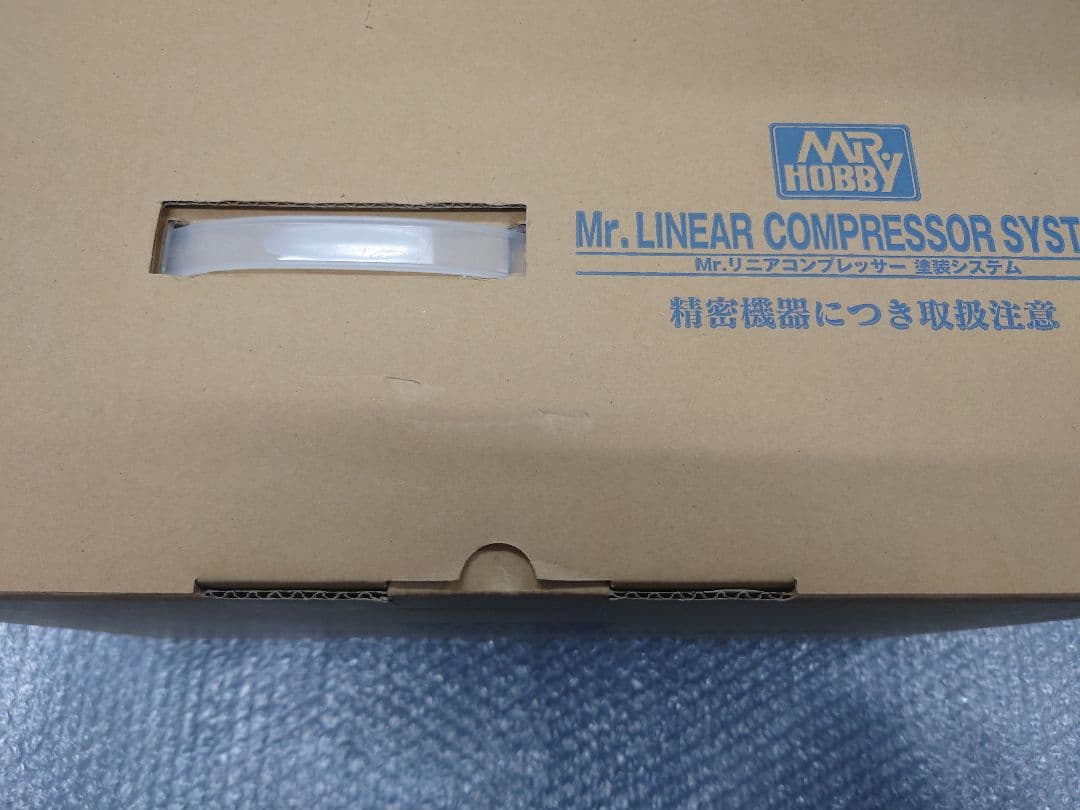 MR.
HOBBY
Mr. LINEAR COMPRESSOR SYST
Mr.リニアコンプレッサー 塗装システム
精密機器につき取扱注意